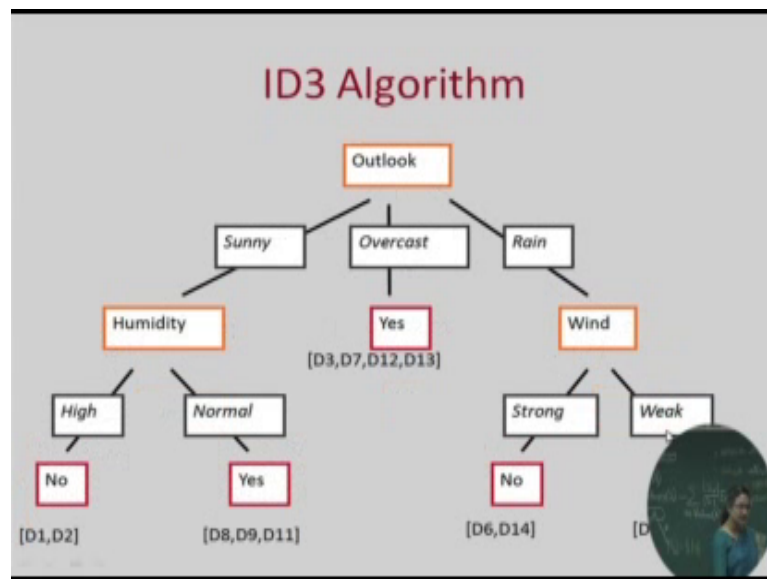 ID3 Algorithm
Outlook
Sunny
Overcast
Rain
Humidity
Yes
Wind
[D3,D7,D12,D13]
High
Normal
Strong
Weak
No
Yes
No
[D1,D2]
[D8,D9,D11]
[D6,D14]